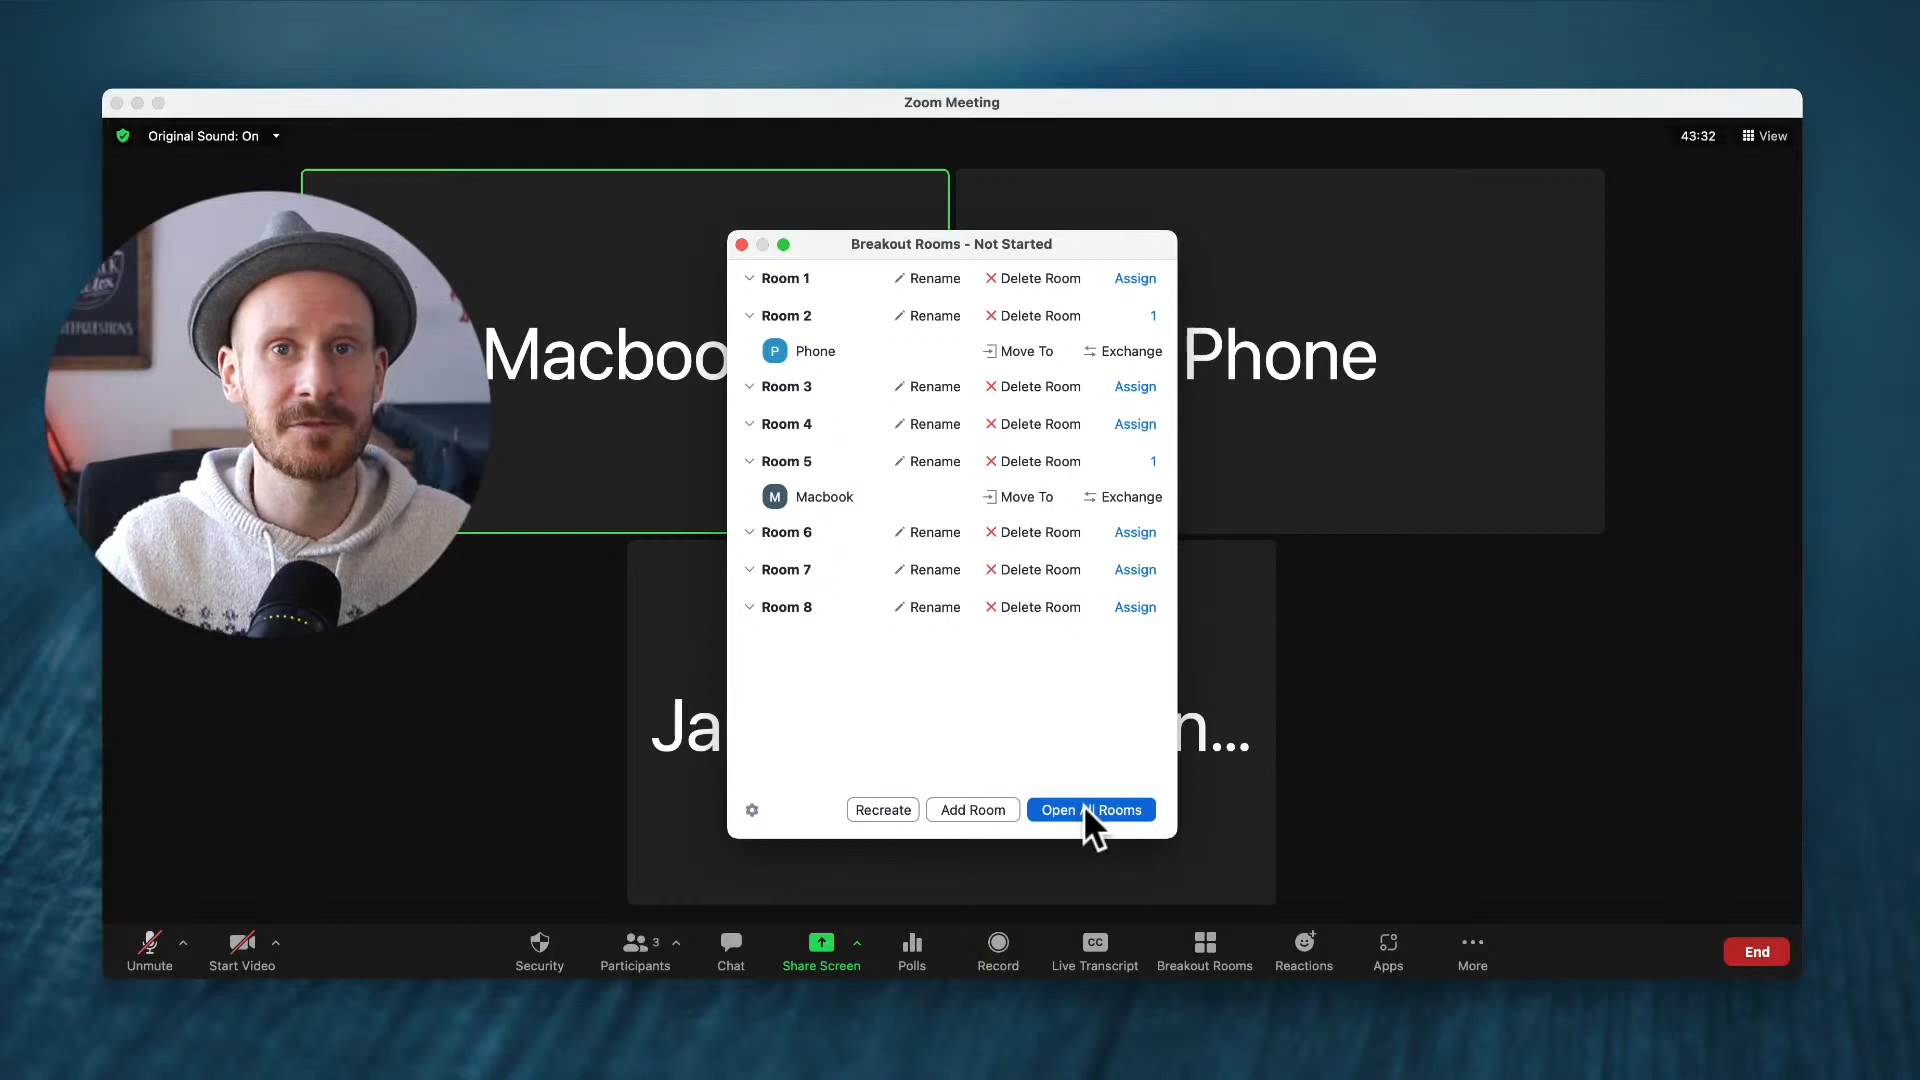 Zoom Meeting
Original Sound: On
43:32
View
Breakout Rooms - Not Started
Room 1 Rename Delete Room Assign
Room 2 Rename Delete Room 1
P Phone Move To Exchange
Room 3 Rename Delete Room Assign
Room 4 Rename Delete Room Assign
Room 5 Rename Delete Room 1
M Macbook Move To Exchange
Room 6 Rename Delete Room Assign
Room 7 Rename Delete Room Assign
Room 8 Rename Delete Room Assign
Recreate Add Room Open All Rooms
Macboo
Phone
Ja
n...
3
CC
Unmute Start Video Security Participants Chat Share Screen Polls Record Live Transcript Breakout Rooms Reactions Apps More
End